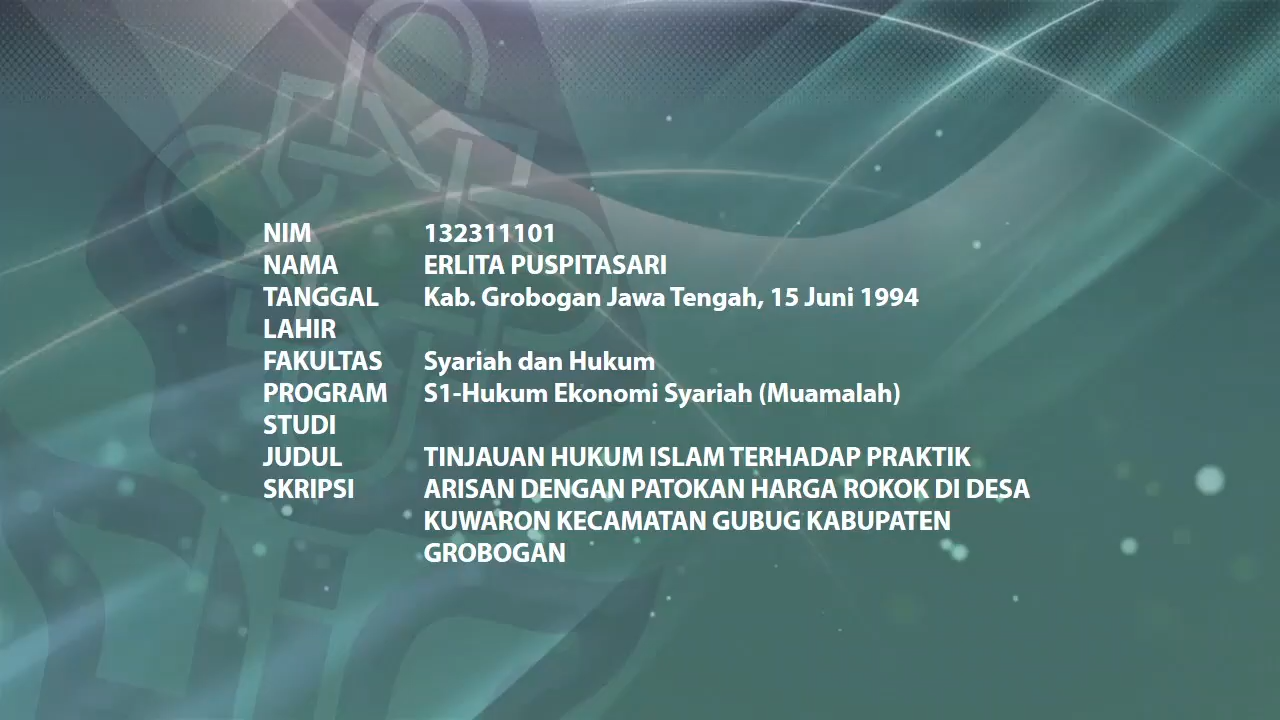 NIM 132311101
NAMA ERLITA PUSPITASARI
TANGGAL Kab. Grobogan Jawa Tengah, 15 Juni 1994
LAHIR
FAKULTAS Syariah dan Hukum
PROGRAM S1-Hukum Ekonomi Syariah (Muamalah)
STUDI
JUDUL TINJAUAN HUKUM ISLAM TERHADAP PRAKTIK
SKRIPSI ARISAN DENGAN PATOKAN HARGA ROKOK DI DESA
KUWARON KECAMATAN GUBUG KABUPATEN
GROBOGAN